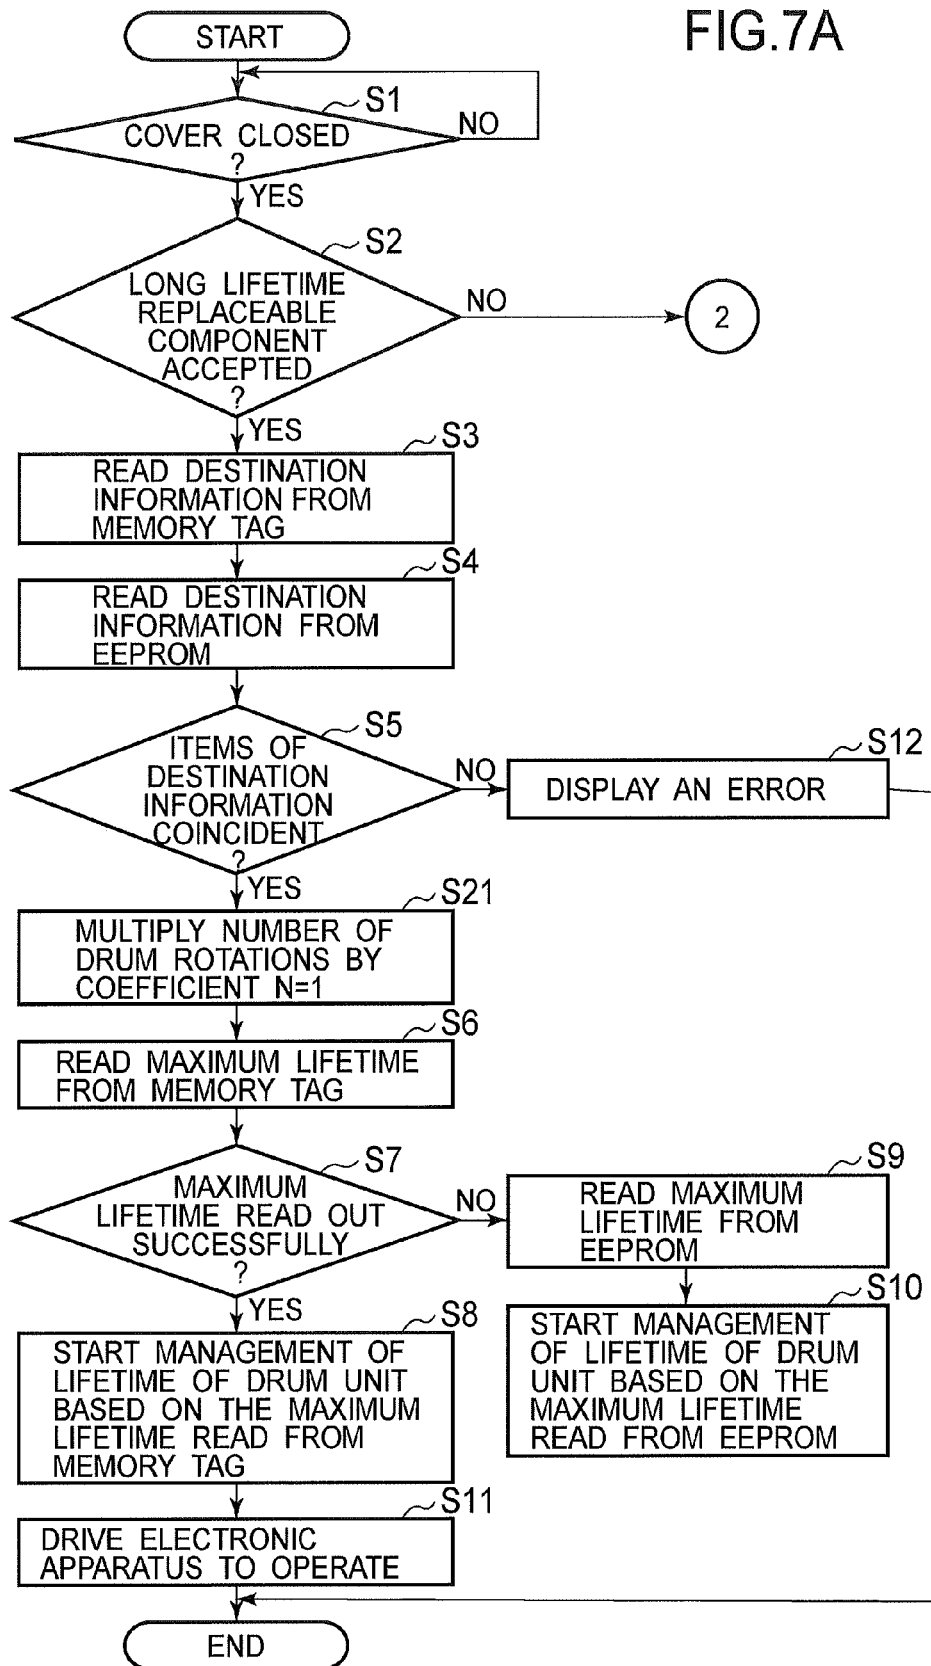 FIG.7A
START
S1
COVER CLOSED
?
NO
YES
S2
LONG LIFETIME
REPLACEABLE
COMPONENT
ACCEPTED
?
NO
2
YES
S3
READ DESTINATION
INFORMATION FROM
MEMORY TAG
S4
READ DESTINATION
INFORMATION FROM
EEPROM
S5
ITEMS OF
DESTINATION
INFORMATION
COINCIDENT
?
NO
S12
DISPLAY AN ERROR
YES
S21
MULTIPLY NUMBER OF
DRUM ROTATIONS BY
COEFFICIENT N=1
S6
READ MAXIMUM LIFETIME
FROM MEMORY TAG
S7
MAXIMUM
LIFETIME READ OUT
SUCCESSFULLY
?
NO
S9
READ MAXIMUM
LIFETIME FROM
EEPROM
YES
S8
START MANAGEMENT OF
LIFETIME OF DRUM UNIT
BASED ON THE MAXIMUM
LIFETIME READ FROM
MEMORY TAG
S10
START MANAGEMENT
OF LIFETIME OF DRUM
UNIT BASED ON THE
MAXIMUM LIFETIME
READ FROM EEPROM
S11
DRIVE ELECTRONIC
APPARATUS TO OPERATE
END